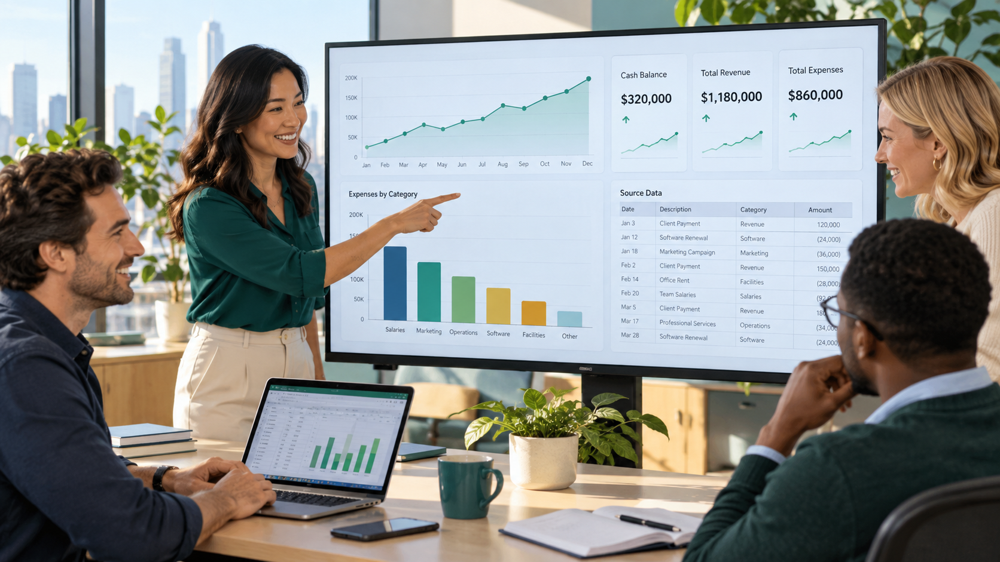 200K
150K
100K
50K
0
Jan Feb Mar Apr May Jun Jul Aug Sep Oct Nov Dec
Cash Balance
$320,000
Total Revenue
$1,180,000
Total Expenses
$860,000
Expenses by Category
200K
100K
50K
0
Salaries Marketing Operations Software Facilities Other
Source Data
Date Description Category Amount
Jan 3 Client Payment Revenue 120,000
Jan 12 Software Renewal Software (24,000)
Jan 18 Marketing Campaign Marketing (36,000)
Feb 2 Client Payment Revenue 150,000
Feb 14 Office Rent Facilities (28,000)
Feb 20 Team Salaries Salaries
Mar 5 Client Payment Revenue
Mar 17 Professional Services Operations
Mar 28 Software Renewal Software (24,000)